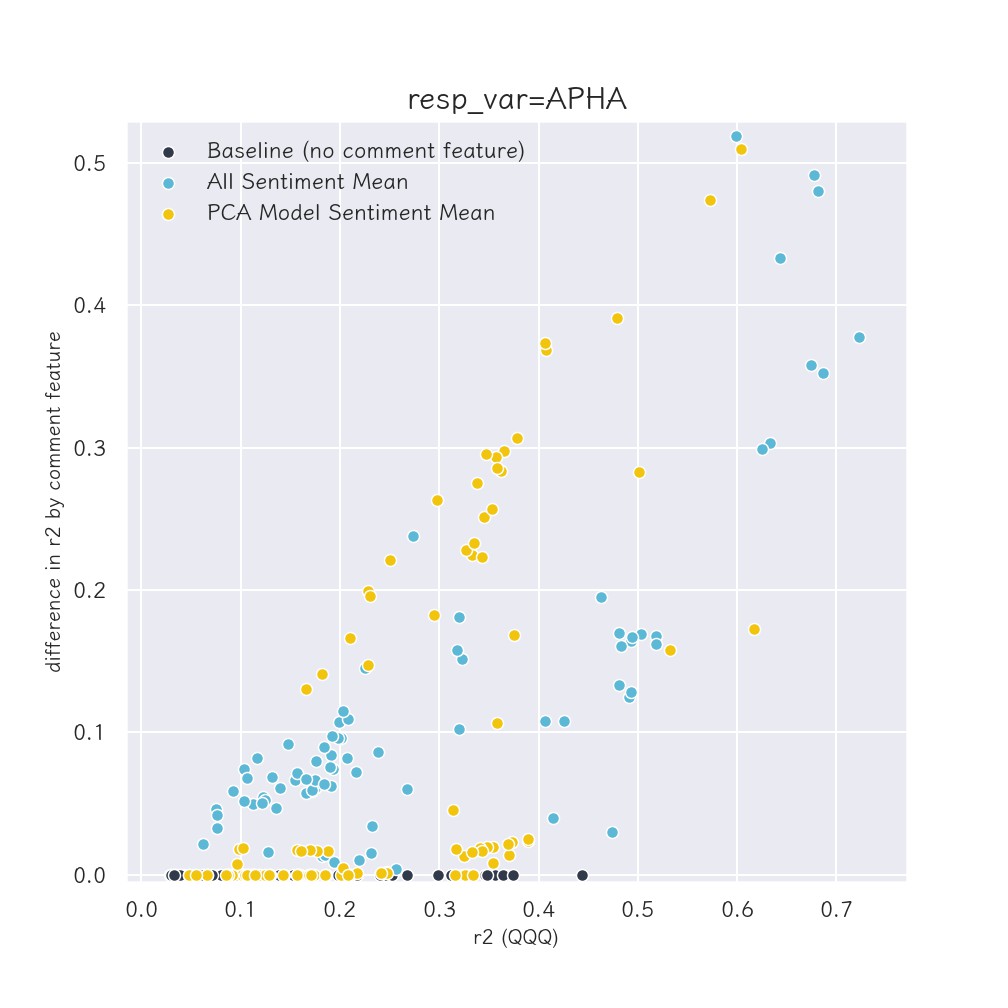 resp_var=APHA
Baseline (no comment feature)
All Sentiment Mean
PCA Model Sentiment Mean
difference in r2 by comment feature
0.5
0.4
0.3
0.2
0.1
0.0
0.0 0.1 0.2 0.3 0.4 0.5 0.6 0.7
r2 (QQQ)